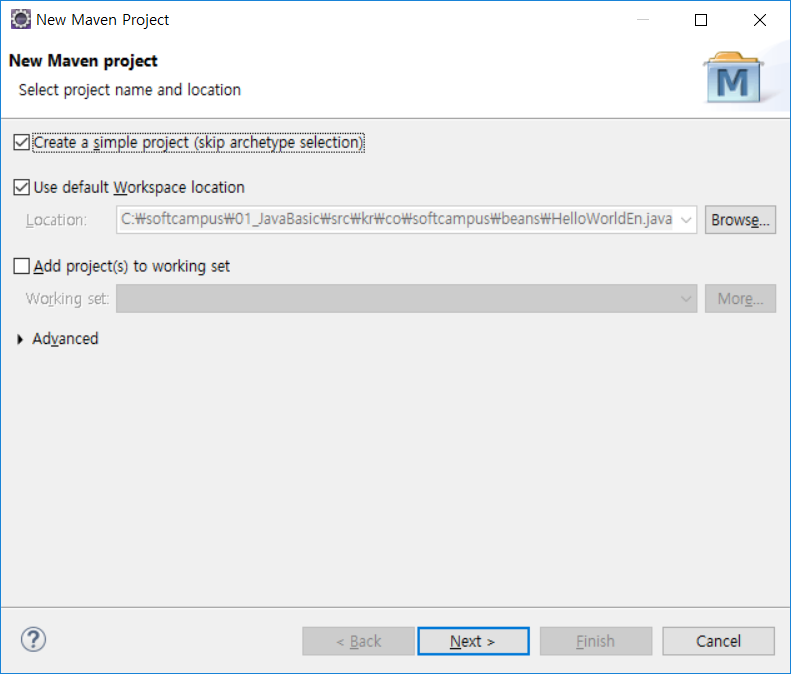 New Maven Project
New Maven project
Select project name and location
M
Create a simple project (skip archetype selection)
Use default Workspace location
Location: C:₩softcampus₩01_JavaBasic₩src₩kr₩co₩softcampus₩beans₩HelloWorldEn.java Browse...
Add project(s) to working set
Working set: More...
Advanced
? < Back Next > Finish Cancel